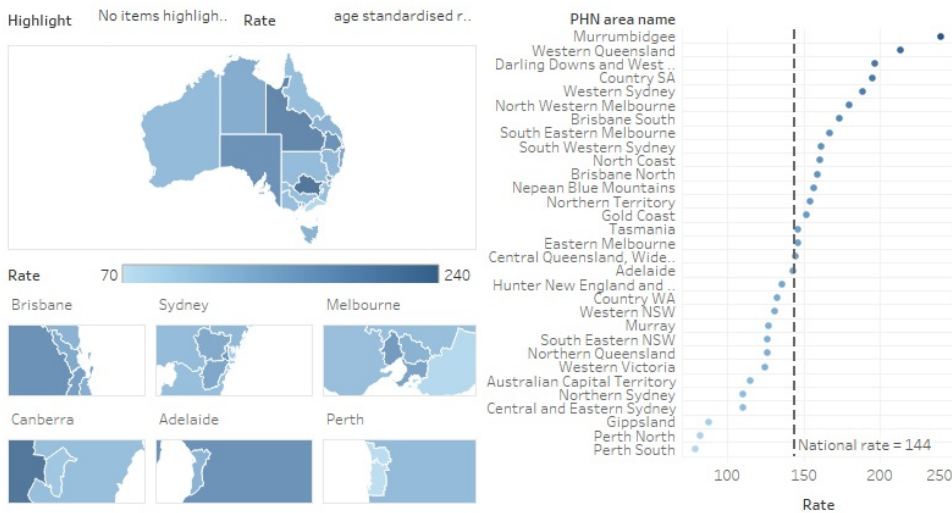 Highlight No items highligh.. Rate age standardised r..
Rate 70 240
Brisbane Sydney Melbourne
Canberra Adelaide Perth
PHN area name
Murrumbidgee
Western Queensland
Darling Downs and West ..
Country SA
Western Sydney
North Western Melbourne
Brisbane South
South Eastern Melbourne
South Western Sydney
North Coast
Brisbane North
Nepean Blue Mountains
Northern Territory
Gold Coast
Tasmania
Eastern Melbourne
Central Queensland, Wide..
Adelaide
Hunter New England and ..
Country WA
Western NSW
Murray
South Eastern NSW
Northern Queensland
Western Victoria
Australian Capital Territory
Northern Sydney
Central and Eastern Sydney
Gippsland
Perth North
Perth South
National rate = 144
100 150 200 250
Rate